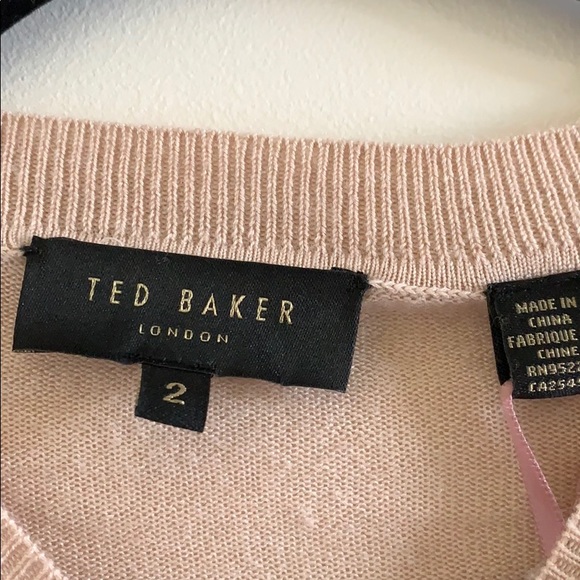 TED BAKER
LONDON
2
MADE IN
CHINA
FABRIQUE
CHINE